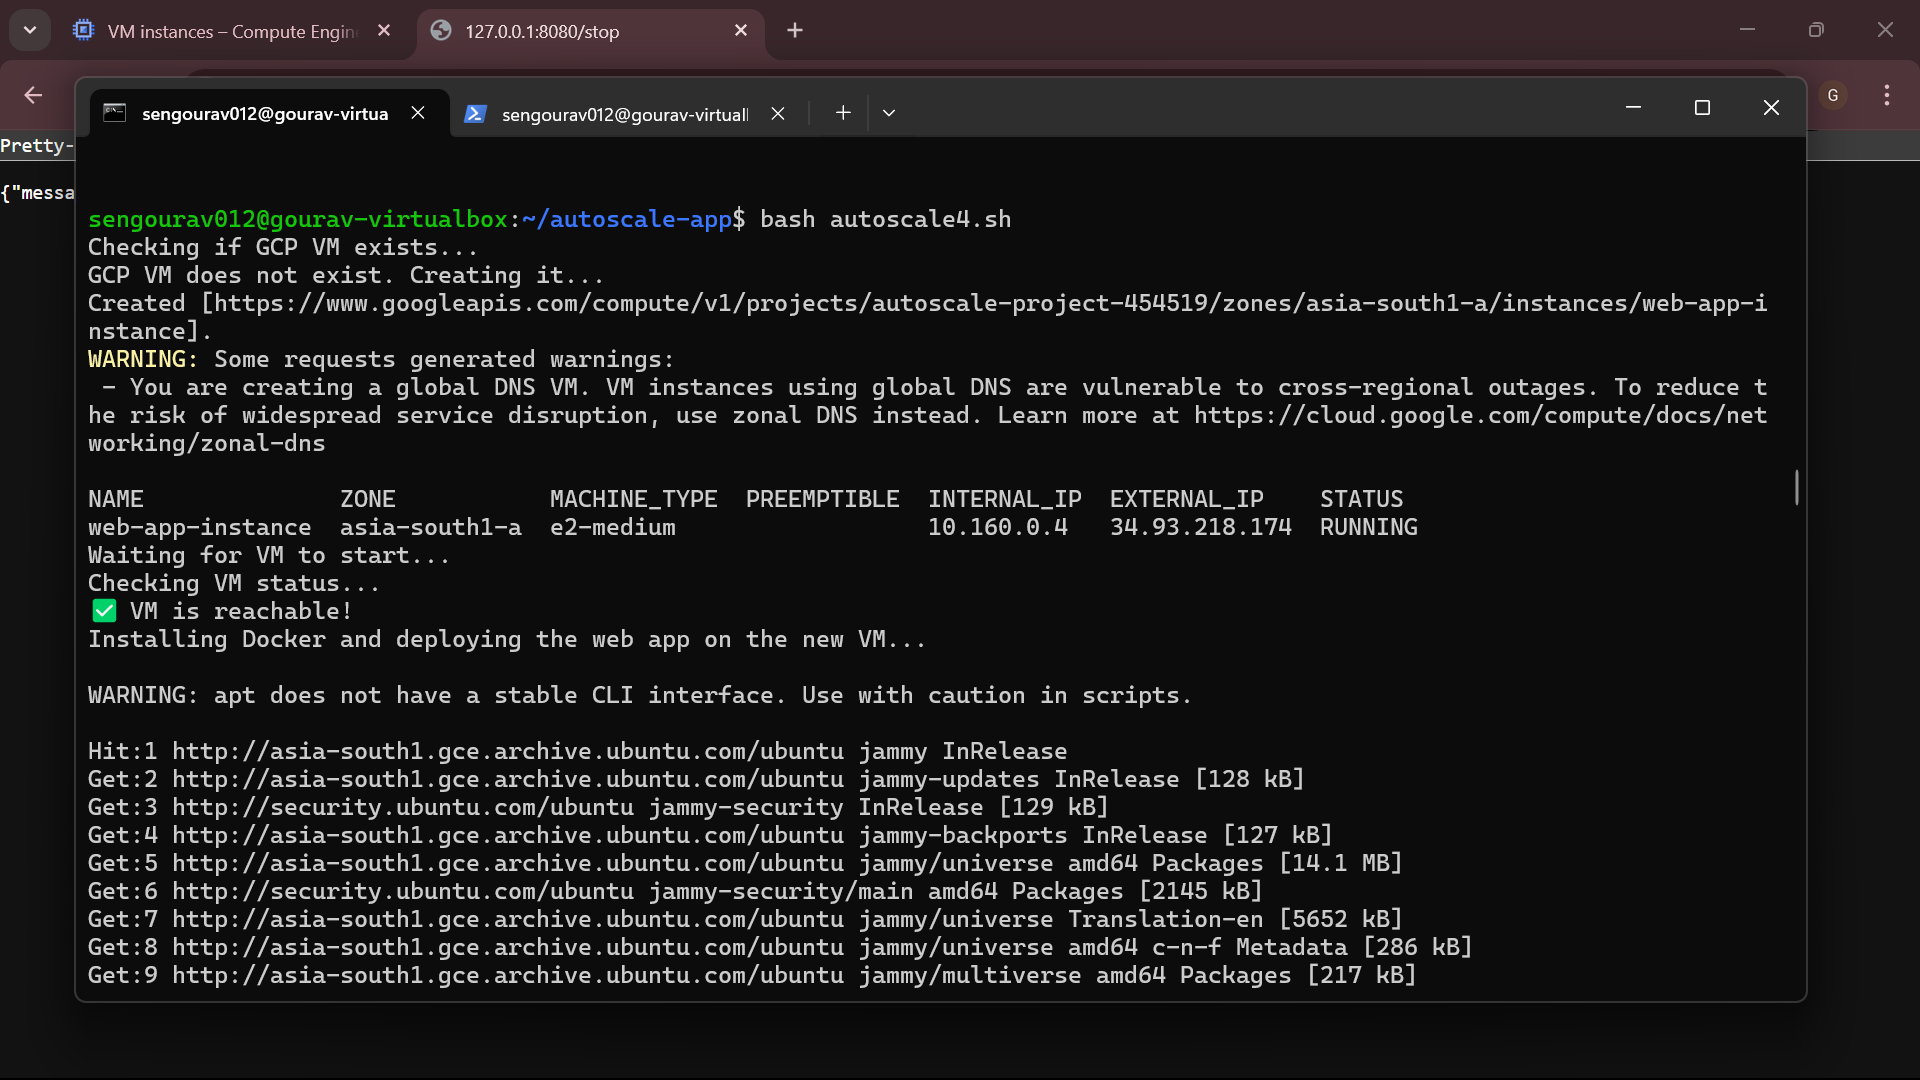 VM instances – Compute Engin
127.0.0.1:8080/stop
G
sengourav012@gourav-virtua
sengourav012@gourav-virtuall
Pretty-
{"messa
sengourav012@gourav-virtualbox:~/autoscale-app$ bash autoscale4.sh
Checking if GCP VM exists...
GCP VM does not exist. Creating it...
Created [https://www.googleapis.com/compute/v1/projects/autoscale-project-454519/zones/asia-south1-a/instances/web-app-i
nstance].
WARNING: Some requests generated warnings:
- You are creating a global DNS VM. VM instances using global DNS are vulnerable to cross-regional outages. To reduce t
he risk of widespread service disruption, use zonal DNS instead. Learn more at https://cloud.google.com/compute/docs/net
working/zonal-dns
NAME ZONE MACHINE_TYPE PREEMPTIBLE INTERNAL_IP EXTERNAL_IP STATUS
web-app-instance asia-south1-a e2-medium 10.160.0.4 34.93.218.174 RUNNING
Waiting for VM to start...
Checking VM status...
✅ VM is reachable!
Installing Docker and deploying the web app on the new VM...
WARNING: apt does not have a stable CLI interface. Use with caution in scripts.
Hit:1 http://asia-south1.gce.archive.ubuntu.com/ubuntu jammy InRelease
Get:2 http://asia-south1.gce.archive.ubuntu.com/ubuntu jammy-updates InRelease [128 kB]
Get:3 http://security.ubuntu.com/ubuntu jammy-security InRelease [129 kB]
Get:4 http://asia-south1.gce.archive.ubuntu.com/ubuntu jammy-backports InRelease [127 kB]
Get:5 http://asia-south1.gce.archive.ubuntu.com/ubuntu jammy/universe amd64 Packages [14.1 MB]
Get:6 http://security.ubuntu.com/ubuntu jammy-security/main amd64 Packages [2145 kB]
Get:7 http://asia-south1.gce.archive.ubuntu.com/ubuntu jammy/universe Translation-en [5652 kB]
Get:8 http://asia-south1.gce.archive.ubuntu.com/ubuntu jammy/universe amd64 c-n-f Metadata [286 kB]
Get:9 http://asia-south1.gce.archive.ubuntu.com/ubuntu jammy/multiverse amd64 Packages [217 kB]